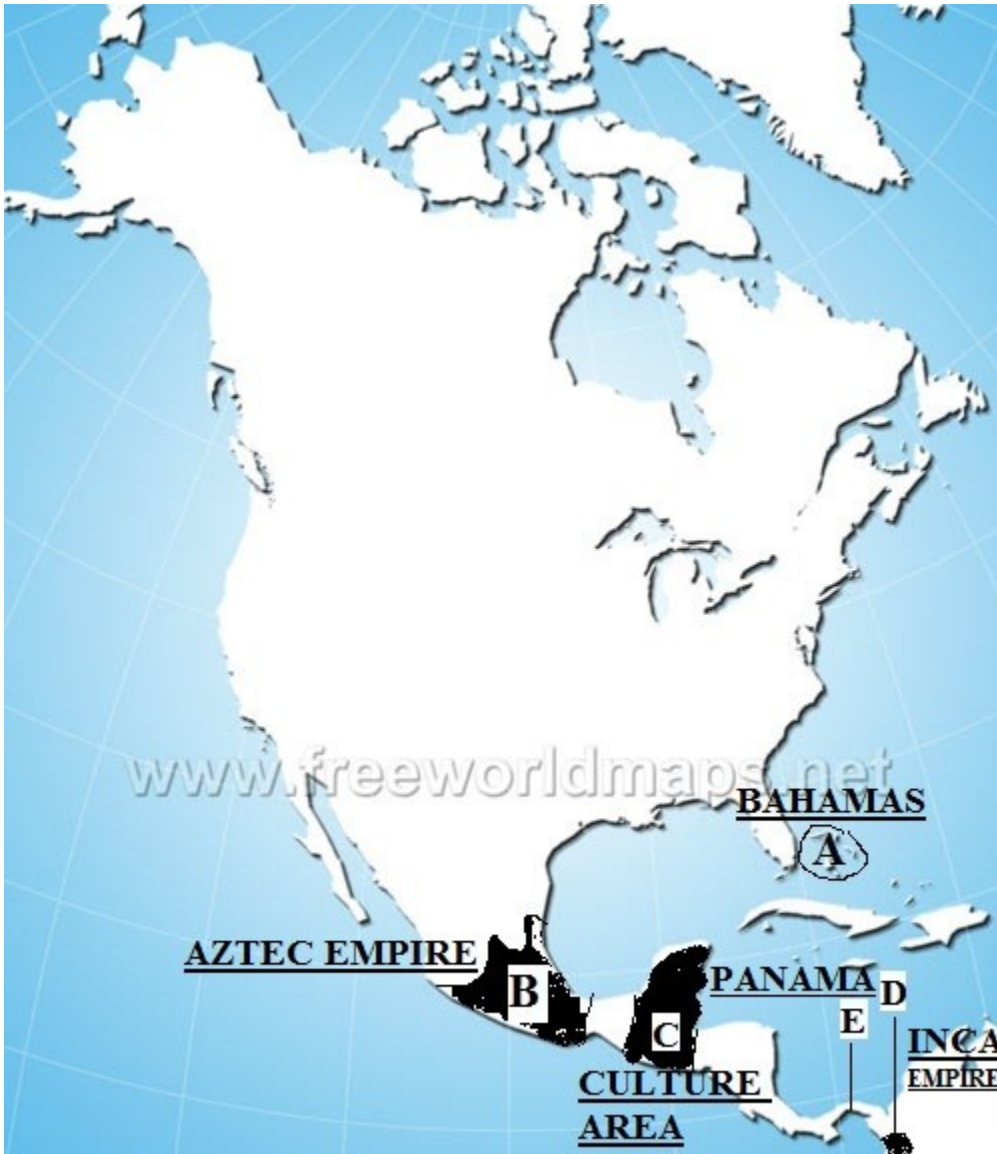 www.freeworldmaps.net
BAHAMAS
A
AZTEC EMPIRE
B
PANAMA
D
E
C
INCA
EMPIRE
CULTURE
AREA